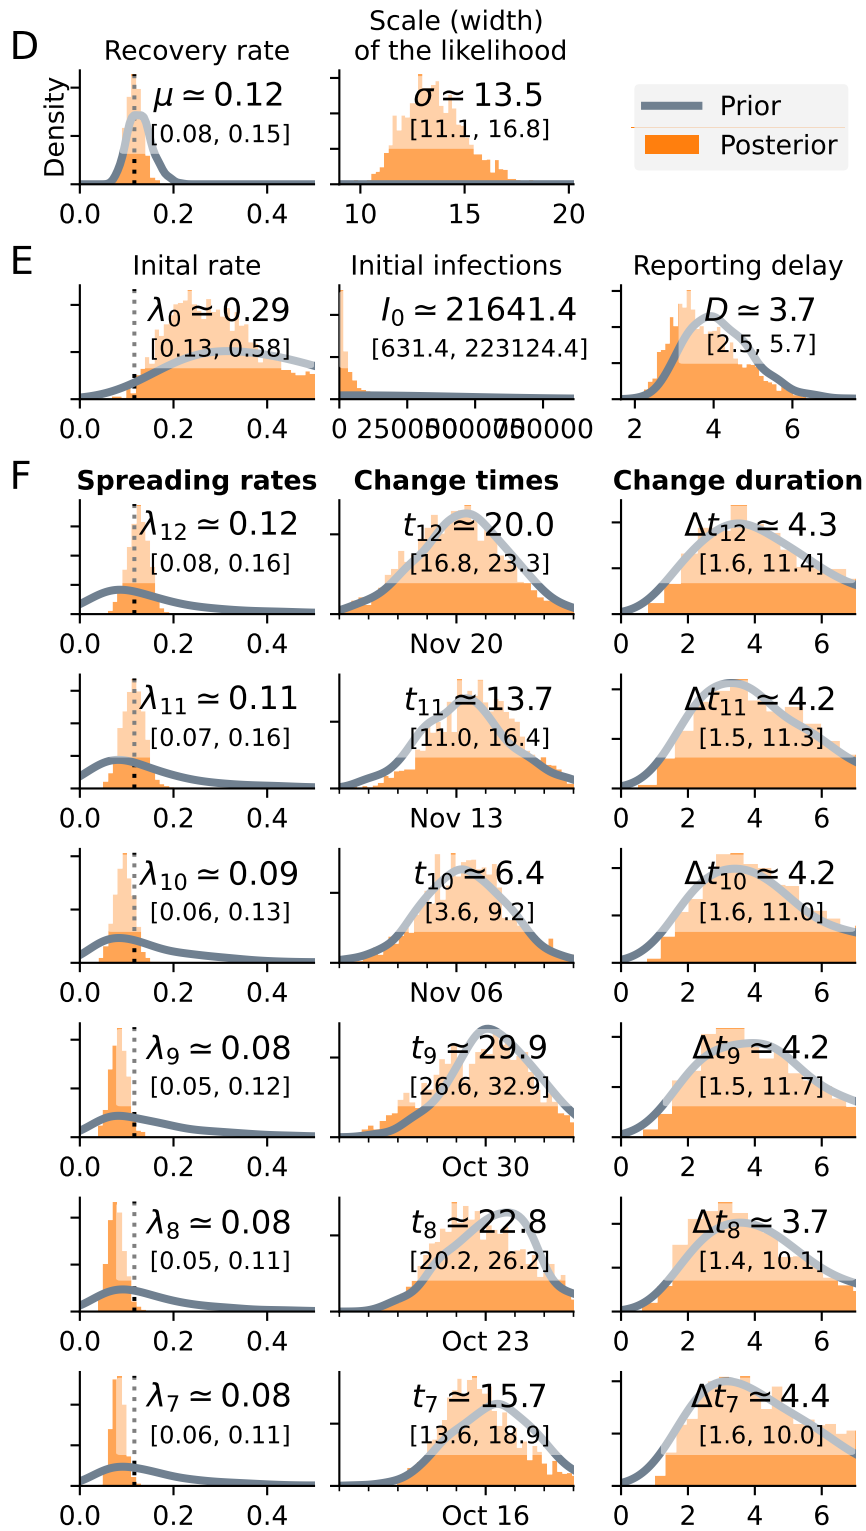 D
Recovery rate
Scale (width)
of the likelihood
Density
μ ≃ 0.12
[0.08, 0.15]
σ ≃ 13.5
[11.1, 16.8]
Prior
Posterior
0.0 0.2 0.4
10 15 20
E
Inital rate
Initial infections
Reporting delay
λ0 ≃ 0.29
[0.13, 0.58]
I0 ≃ 21641.4
[631.4, 223124.4]
D ≃ 3.7
[2.5, 5.7]
0.0 0.2 0.4
0 250000 500000 750000
2 4 6
F
Spreading rates
Change times
Change duration
λ12 ≃ 0.12
[0.08, 0.16]
t12 ≃ 20.0
[16.8, 23.3]
Δt12 ≃ 4.3
[1.6, 11.4]
0.0 0.2 0.4
Nov 20
0 2 4 6
λ11 ≃ 0.11
[0.07, 0.16]
t11 ≃ 13.7
[11.0, 16.4]
Δt11 ≃ 4.2
[1.5, 11.3]
0.0 0.2 0.4
Nov 13
0 2 4 6
λ10 ≃ 0.09
[0.06, 0.13]
t10 ≃ 6.4
[3.6, 9.2]
Δt10 ≃ 4.2
[1.6, 11.0]
0.0 0.2 0.4
Nov 06
0 2 4 6
λ9 ≃ 0.08
[0.05, 0.12]
t9 ≃ 29.9
[26.6, 32.9]
Δt9 ≃ 4.2
[1.5, 11.7]
0.0 0.2 0.4
Oct 30
0 2 4 6
λ8 ≃ 0.08
[0.05, 0.11]
t8 ≃ 22.8
[20.2, 26.2]
Δt8 ≃ 3.7
[1.4, 10.1]
0.0 0.2 0.4
Oct 23
0 2 4 6
λ7 ≃ 0.08
[0.06, 0.11]
t7 ≃ 15.7
[13.6, 18.9]
Δt7 ≃ 4.4
[1.6, 10.0]
0.0 0.2 0.4
Oct 16
0 2 4 6